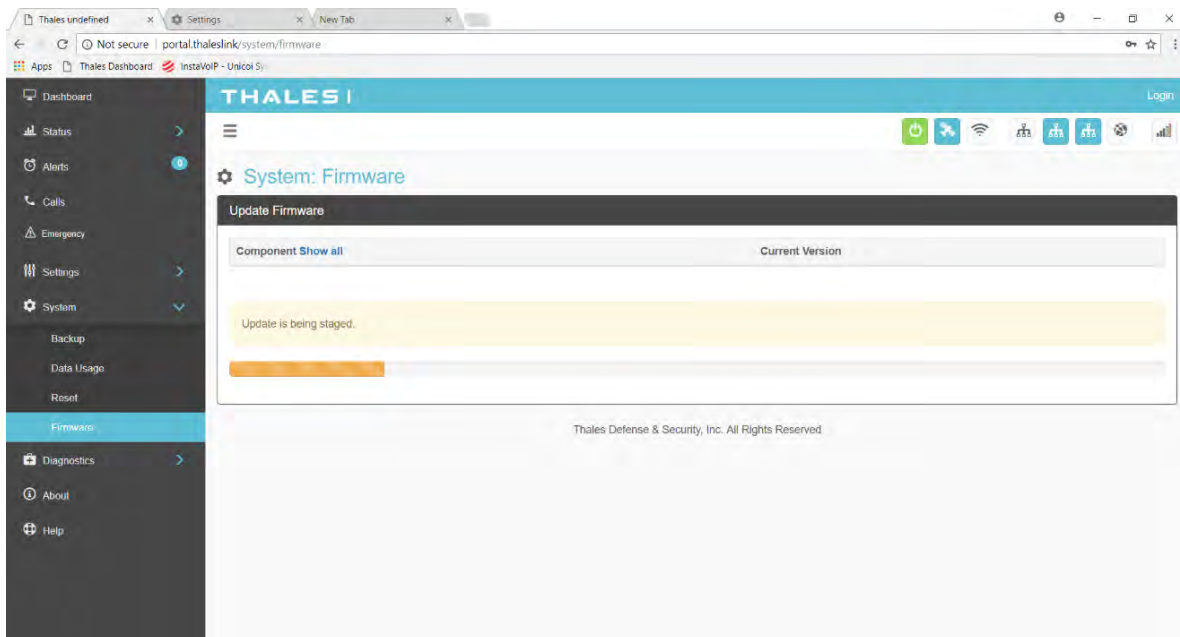 Thales undefined
Settings
New Tab
Not secure | portal.thaleslink/system/firmware
Apps
Thales Dashboard
InstaVoIP - Unicoi Sy
Dashboard
THALES
Login
Status
Alerts
0
System: Firmware
Calls
Update Firmware
Emergency
Component Show all
Current Version
Settings
System
Update is being staged.
Backup
Data Usage
Reset
Firmware
Thales Defense & Security, Inc. All Rights Reserved
Diagnostics
About
Help